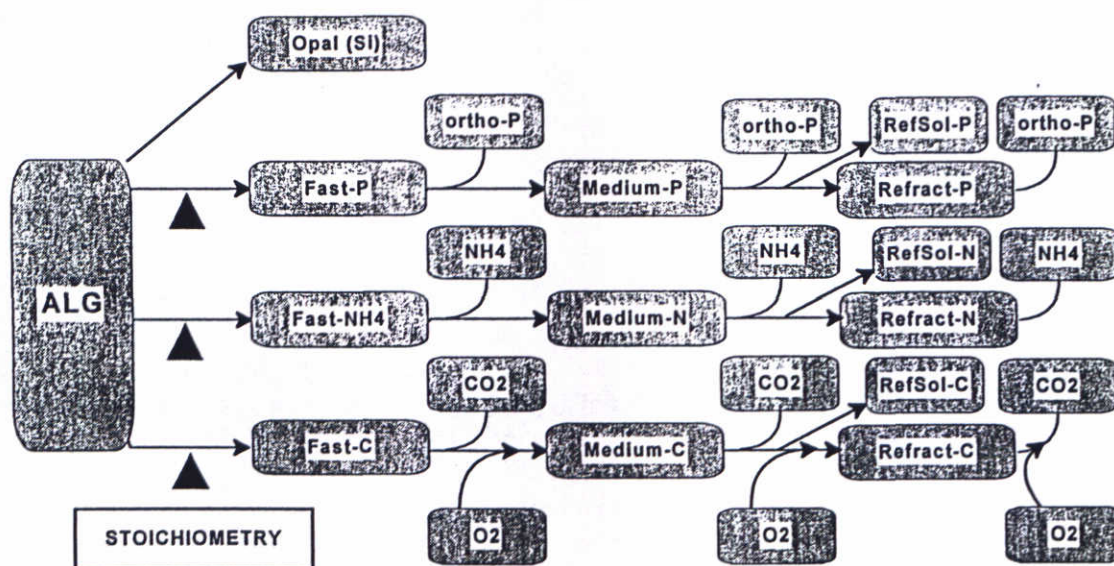 Opal (Si)
ortho-P
ortho-P
RefSol-P
ortho-P
Fast-P
Medium-P
Refract-P
NH4
NH4
RefSol-N
NH4
ALG
Fast-NH4
Medium-N
Refract-N
CO2
CO2
RefSol-C
CO2
Fast-C
Medium-C
Refract-C
STOICHIOMETRY
O2
O2
O2